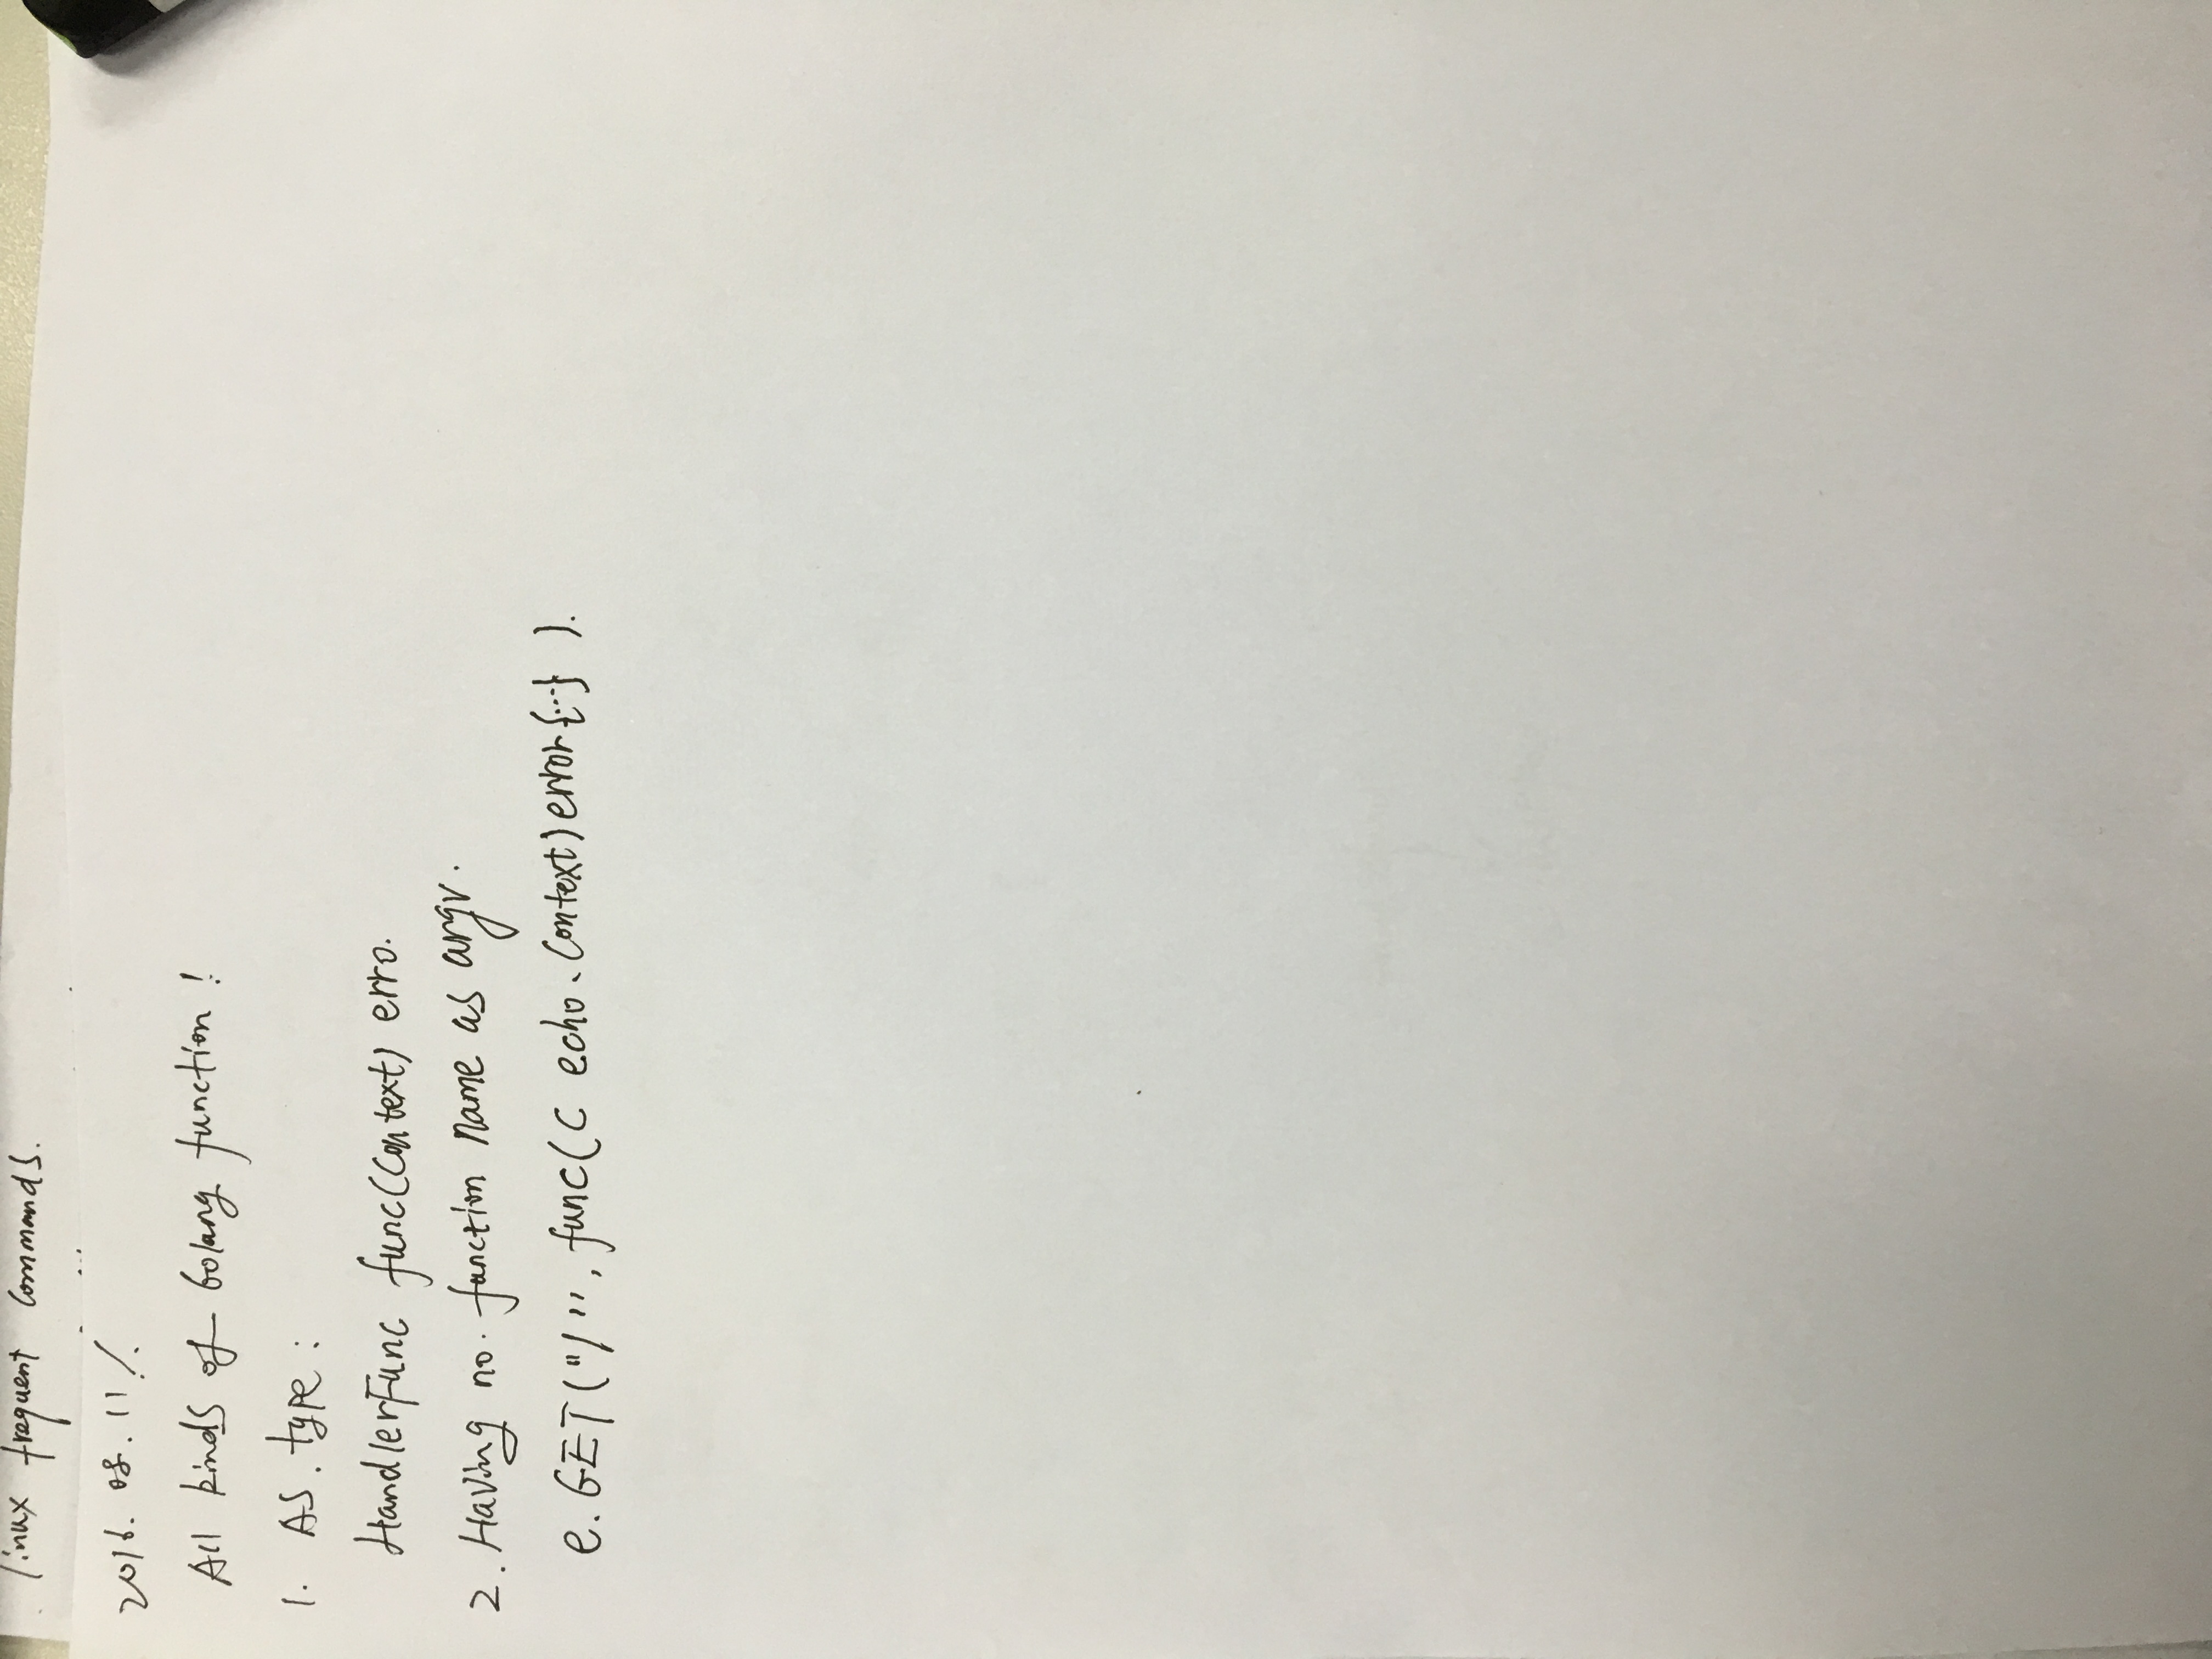 linux frequent commands.
2016. 08. 11 /.
All kinds of Golang function!
1. AS. type:
HandlerFunc func(Context) erro.
2. Having no. function name as argv.
e. GET("/", func(C echo. Context) error{...} ).